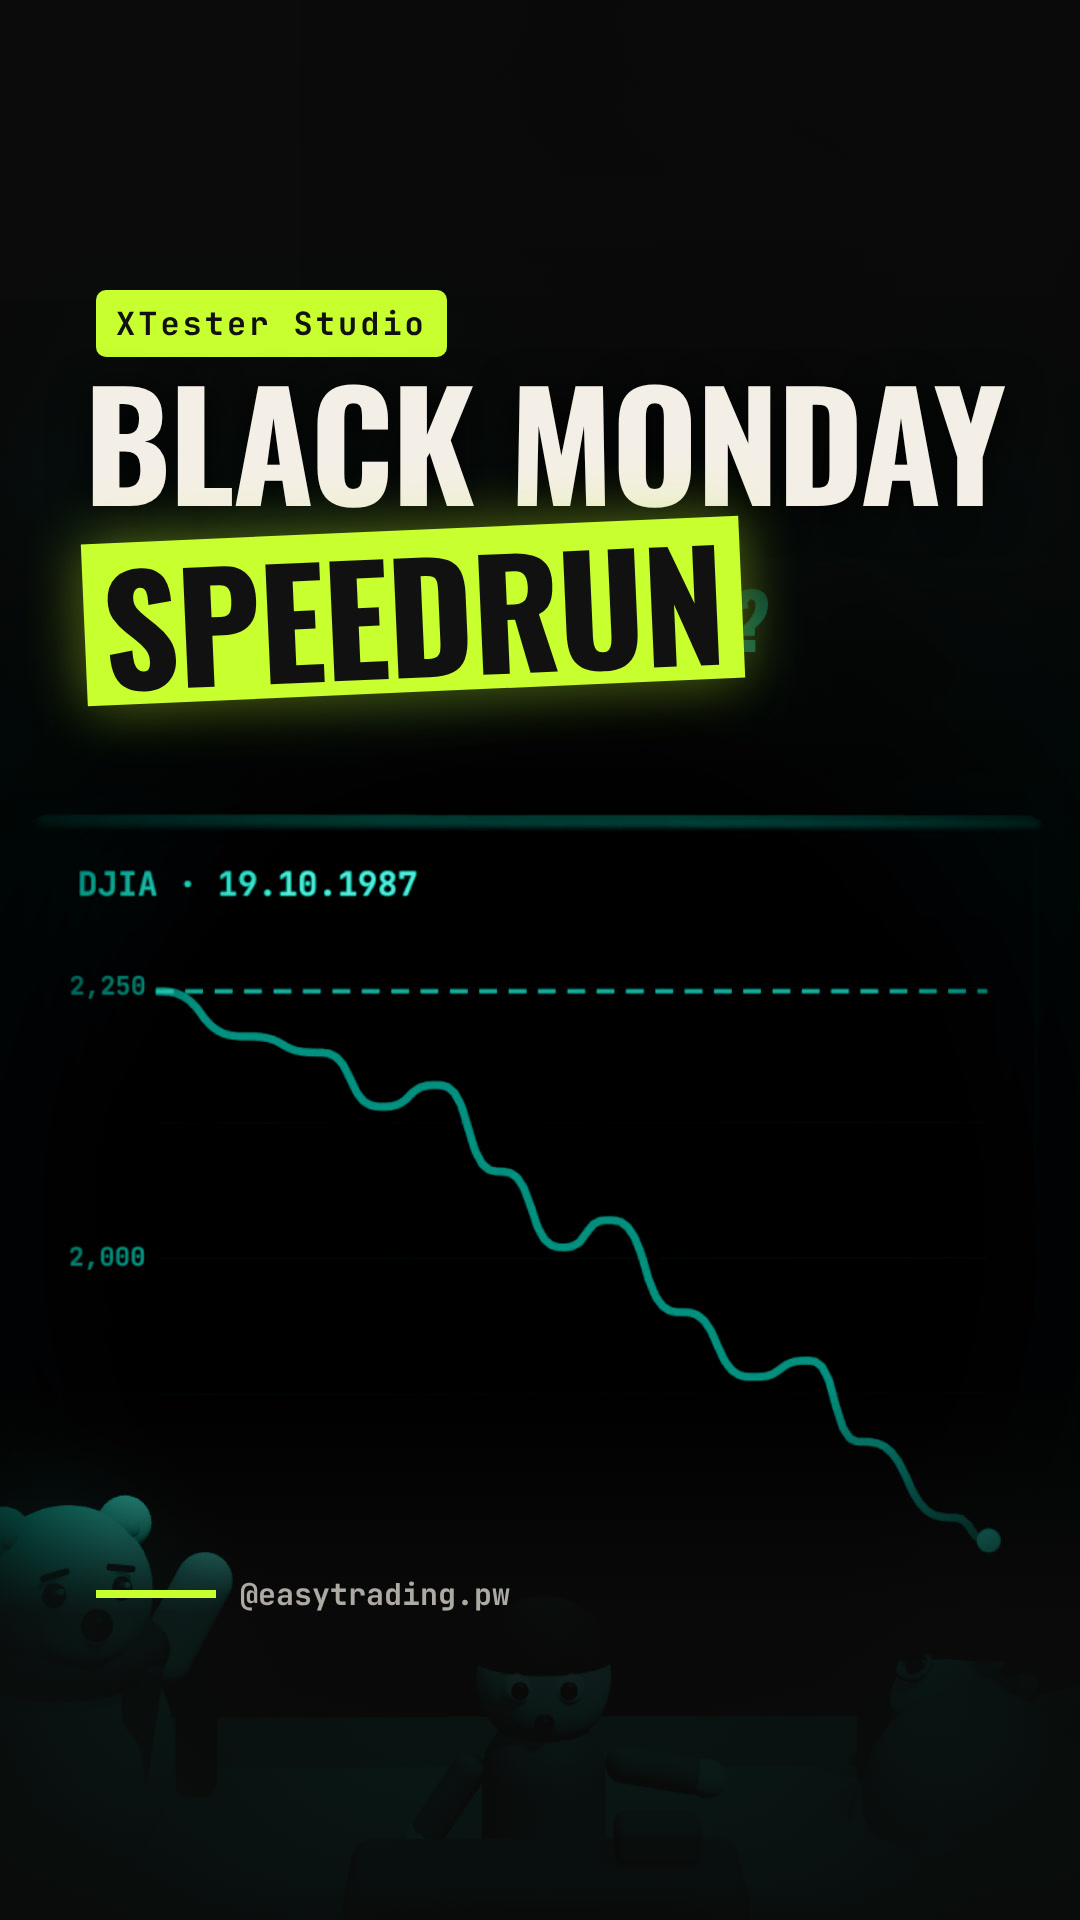 XTester Studio
BLACK MONDAY
SPEEDRUN
?
DJIA · 19.10.1987
2,250
2,000
@easytrading.pw